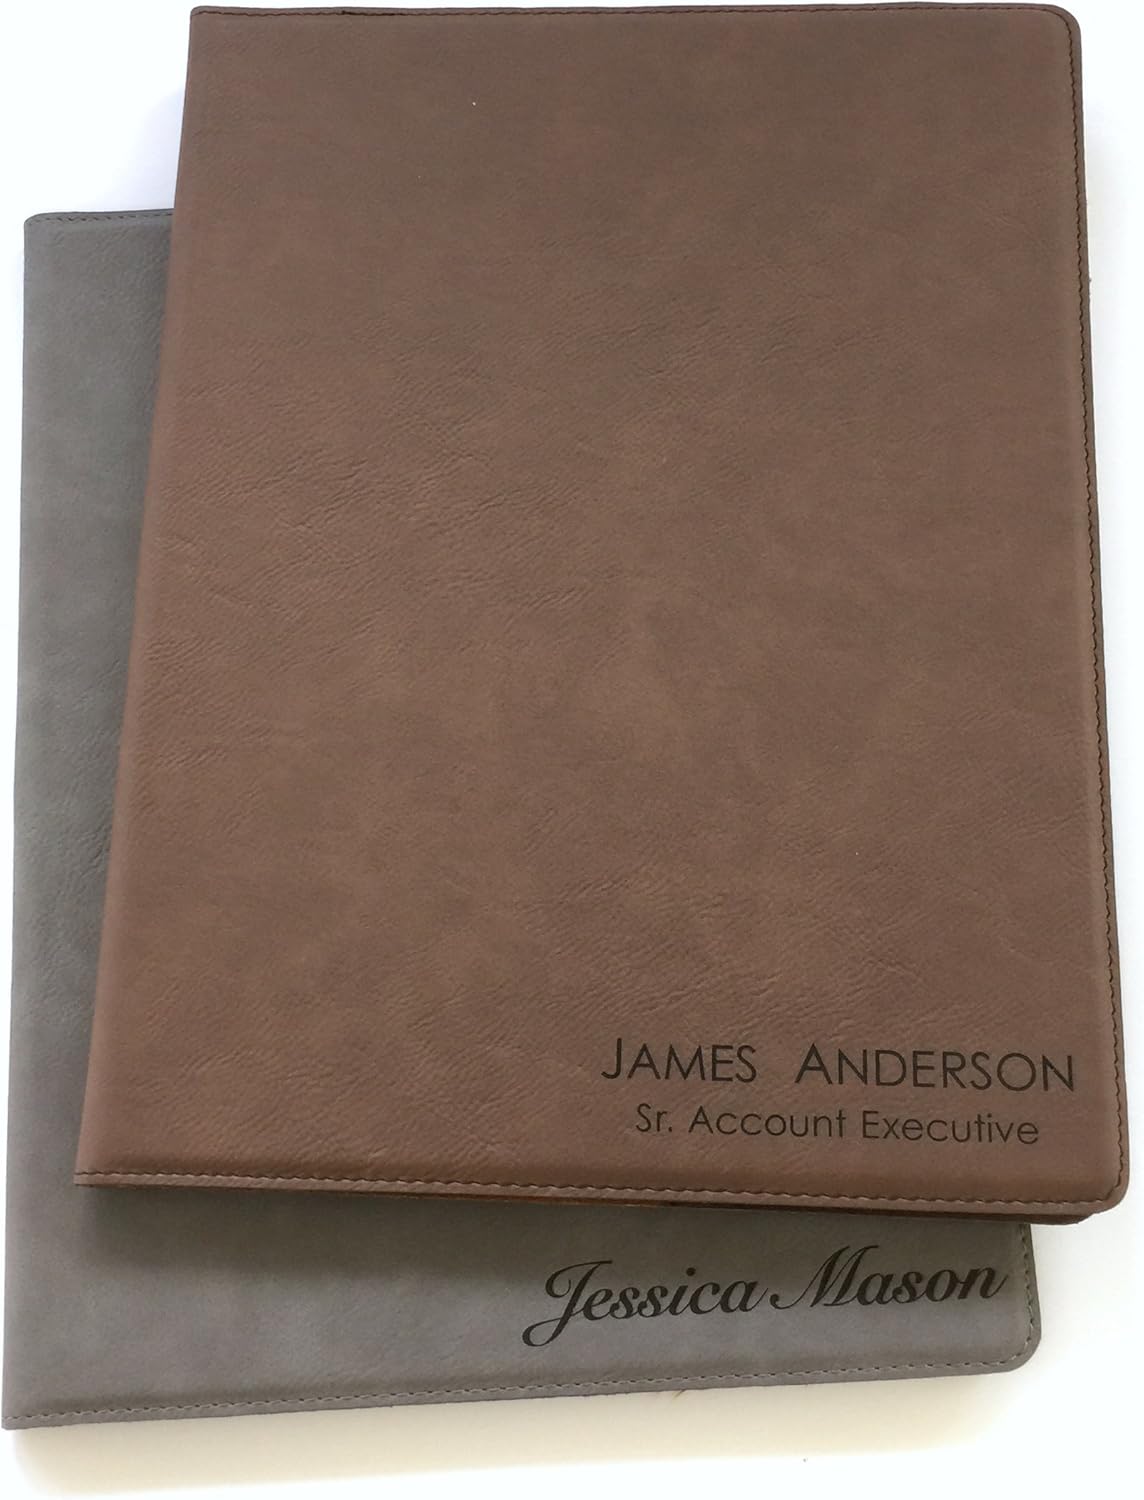 JAMES ANDERSON
Sr. Account Executive
Jessica Mason